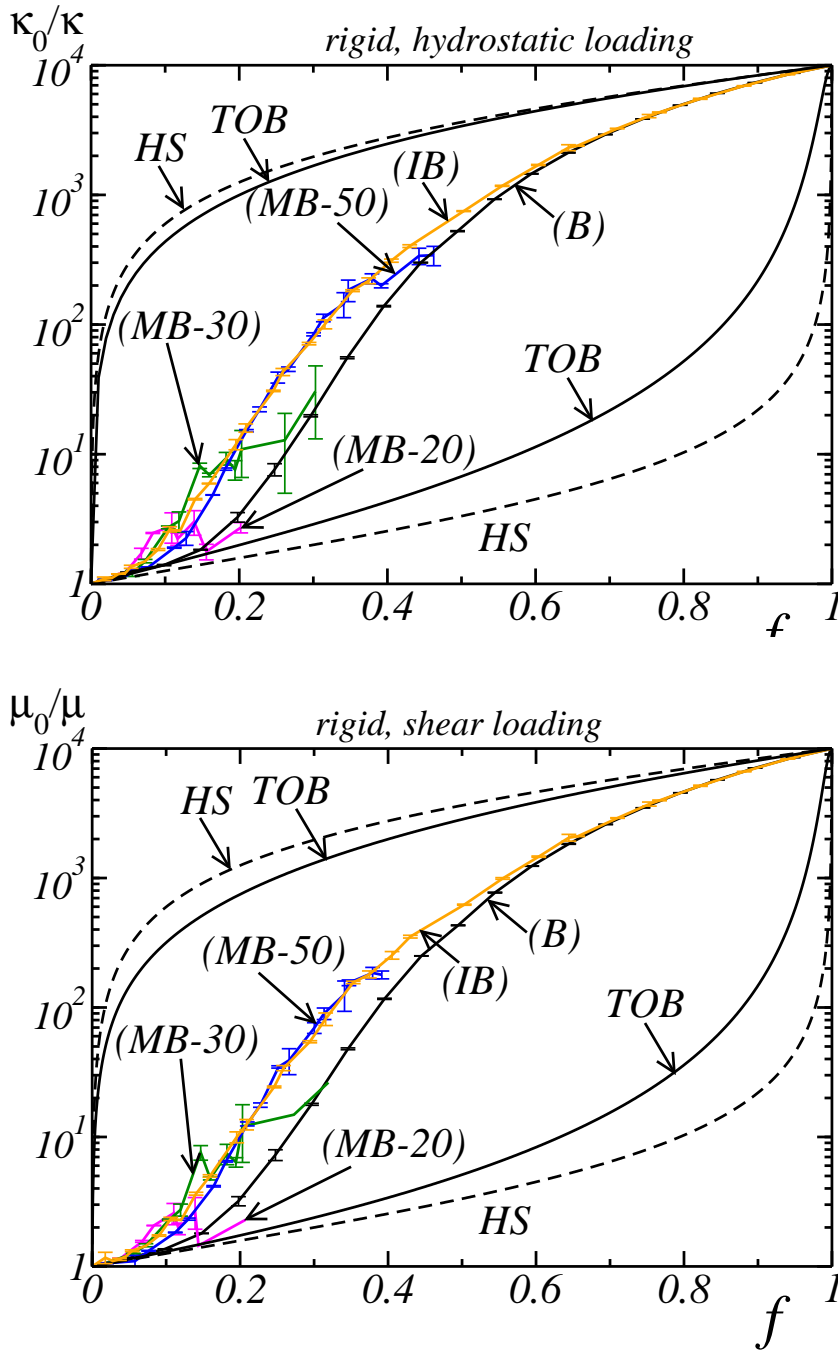 κ0/κ
rigid, hydrostatic loading
10^4
HS
TOB
(IB)
(MB-50)
(B)
10^3
(MB-30)
10^2
TOB
(MB-20)
10^1
HS
1
0 0.2 0.4 0.6 0.8 1
f
μ0/μ
rigid, shear loading
10^4
HS
TOB
10^3
(B)
(MB-50)
(IB)
10^2
TOB
(MB-30)
(MB-20)
10^1
HS
1
0 0.2 0.4 0.6 0.8 1
f